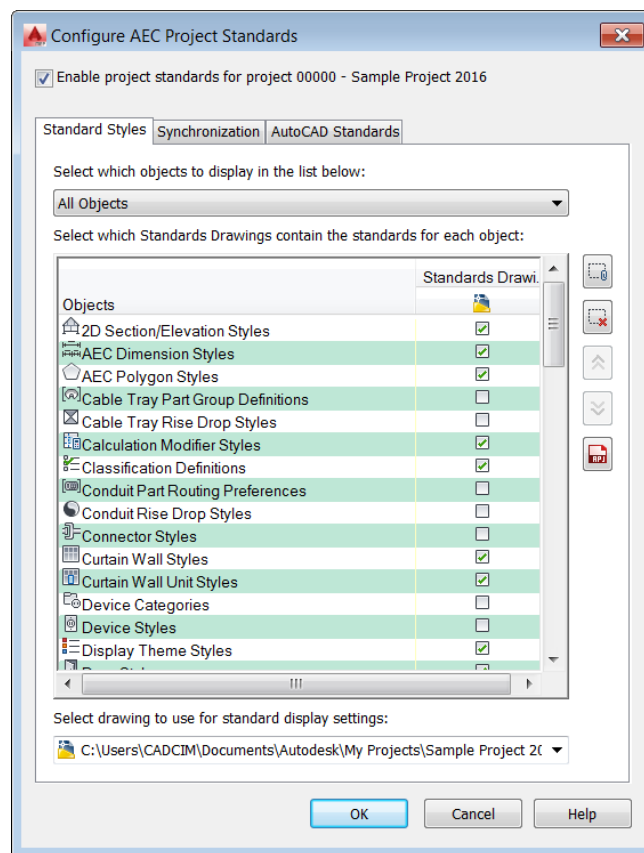 Configure AEC Project Standards
Enable project standards for project 00000 - Sample Project 2016
Standard Styles Synchronization AutoCAD Standards
Select which objects to display in the list below:
All Objects
Select which Standards Drawings contain the standards for each object:
Standards Drawi.
Objects
2D Section/Elevation Styles
AEC Dimension Styles
AEC Polygon Styles
Cable Tray Part Group Definitions
Cable Tray Rise Drop Styles
Calculation Modifier Styles
Classification Definitions
Conduit Part Routing Preferences
Conduit Rise Drop Styles
Connector Styles
Curtain Wall Styles
Curtain Wall Unit Styles
Device Categories
Device Styles
Display Theme Styles
Select drawing to use for standard display settings:
C:\Users\CADCIM\Documents\Autodesk\My Projects\Sample Project 20
OK Cancel Help